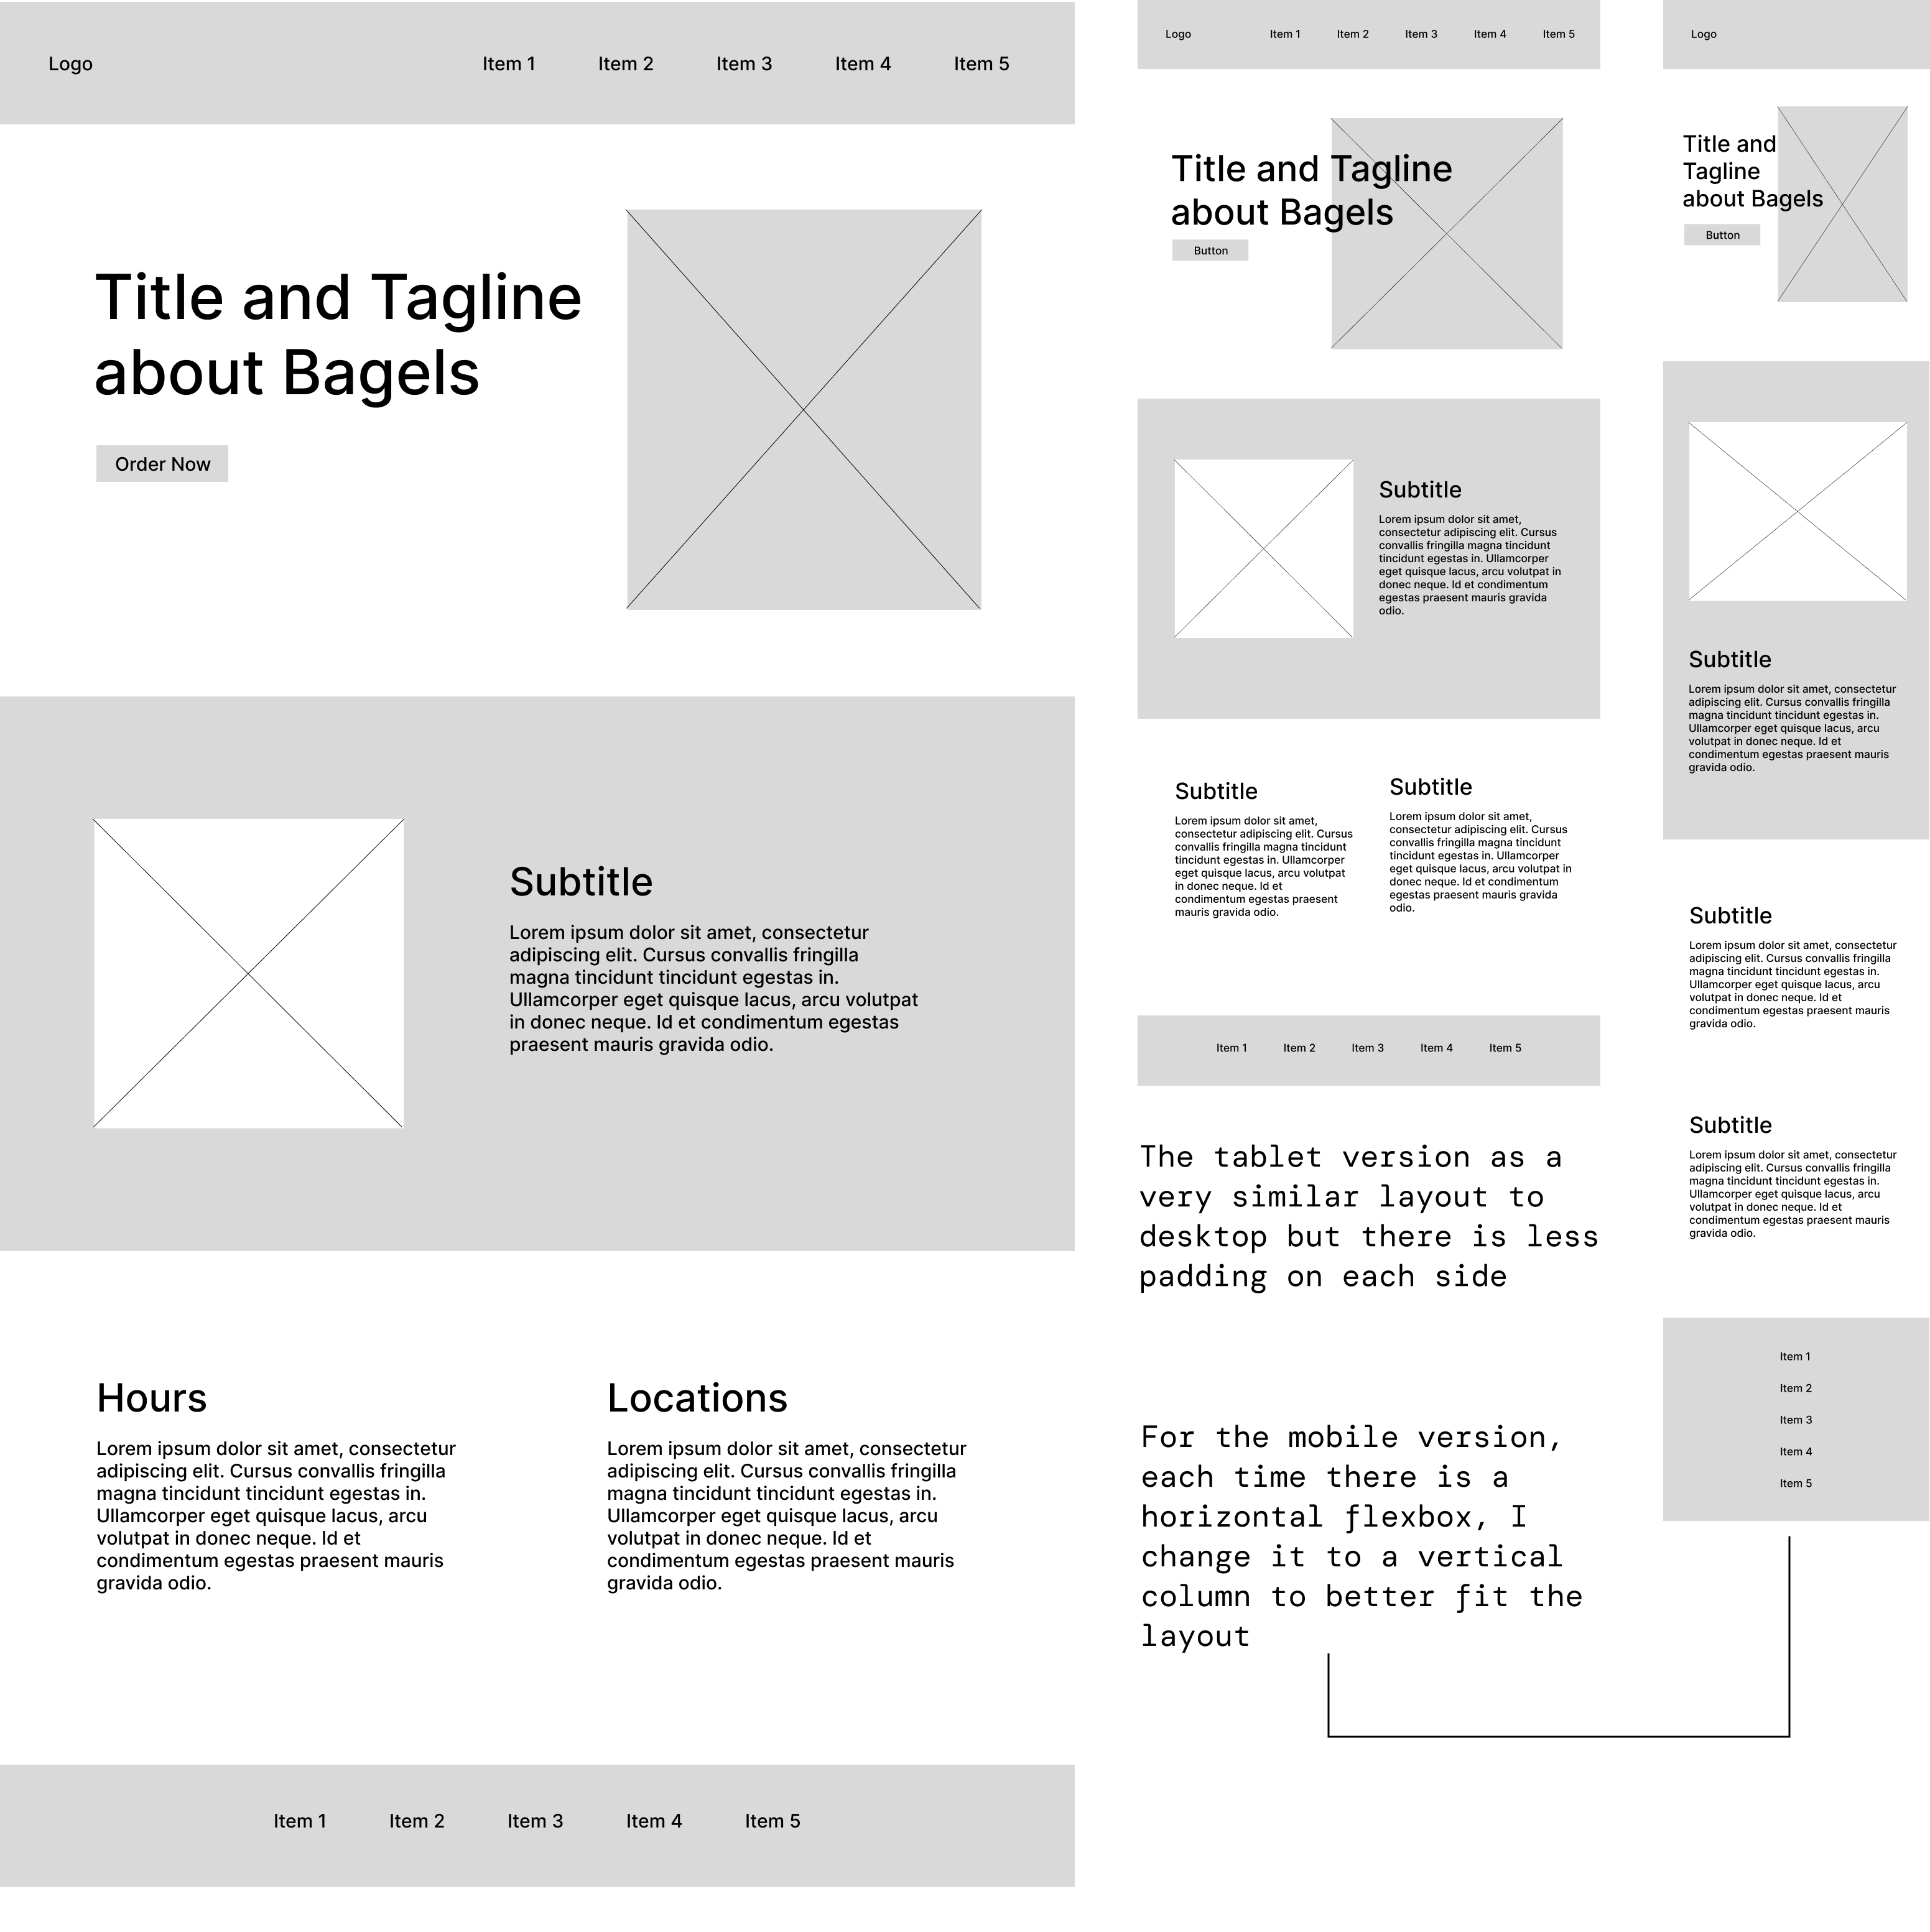 Logo
Item 1
Item 2
Item 3
Item 4
Item 5
Title and Tagline
about Bagels
Order Now
Subtitle
Lorem ipsum dolor sit amet, consectetur
adipiscing elit. Cursus convallis fringilla
magna tincidunt tincidunt egestas in.
Ullamcorper eget quisque lacus, arcu volutpat
in donec neque. Id et condimentum egestas
praesent mauris gravida odio.
Hours
Lorem ipsum dolor sit amet, consectetur
adipiscing elit. Cursus convallis fringilla
magna tincidunt tincidunt egestas in.
Ullamcorper eget quisque lacus, arcu
volutpat in donec neque. Id et
condimentum egestas praesent mauris
gravida odio.
Locations
Lorem ipsum dolor sit amet, consectetur
adipiscing elit. Cursus convallis fringilla
magna tincidunt tincidunt egestas in.
Ullamcorper eget quisque lacus, arcu
volutpat in donec neque. Id et
condimentum egestas praesent mauris
gravida odio.
Item 1
Item 2
Item 3
Item 4
Item 5
Logo
Item 1
Item 2
Item 3
Item 4
Item 5
Title and Tagline
about Bagels
Button
Subtitle
Lorem ipsum dolor sit amet,
consectetur adipiscing elit. Cursus
convallis fringilla magna tincidunt
tincidunt egestas in. Ullamcorper
eget quisque lacus, arcu volutpat in
donec neque. Id et condimentum
egestas praesent mauris gravida
odio.
Subtitle
Lorem ipsum dolor sit amet,
consectetur adipiscing elit. Cursus
convallis fringilla magna tincidunt
tincidunt egestas in. Ullamcorper
eget quisque lacus, arcu volutpat
in donec neque. Id et
condimentum egestas praesent
mauris gravida odio.
Subtitle
Lorem ipsum dolor sit amet,
consectetur adipiscing elit. Cursus
convallis fringilla magna tincidunt
tincidunt egestas in. Ullamcorper
eget quisque lacus, arcu volutpat in
donec neque. Id et condimentum
egestas praesent mauris gravida
odio.
Item 1
Item 2
Item 3
Item 4
Item 5
The tablet version as a
very similar layout to
desktop but there is less
padding on each side
For the mobile version,
each time there is a
horizontal flexbox, I
change it to a vertical
column to better fit the
layout
Logo
Title and
Tagline
about Bagels
Button
Subtitle
Lorem ipsum dolor sit amet, consectetur
adipiscing elit. Cursus convallis fringilla
magna tincidunt tincidunt egestas in.
Ullamcorper eget quisque lacus, arcu
volutpat in donec neque. Id et
condimentum egestas praesent mauris
gravida odio.
Subtitle
Lorem ipsum dolor sit amet, consectetur
adipiscing elit. Cursus convallis fringilla
magna tincidunt tincidunt egestas in.
Ullamcorper eget quisque lacus, arcu
volutpat in donec neque. Id et
condimentum egestas praesent mauris
gravida odio.
Subtitle
Lorem ipsum dolor sit amet, consectetur
adipiscing elit. Cursus convallis fringilla
magna tincidunt tincidunt egestas in.
Ullamcorper eget quisque lacus, arcu
volutpat in donec neque. Id et
condimentum egestas praesent mauris
gravida odio.
Item 1
Item 2
Item 3
Item 4
Item 5